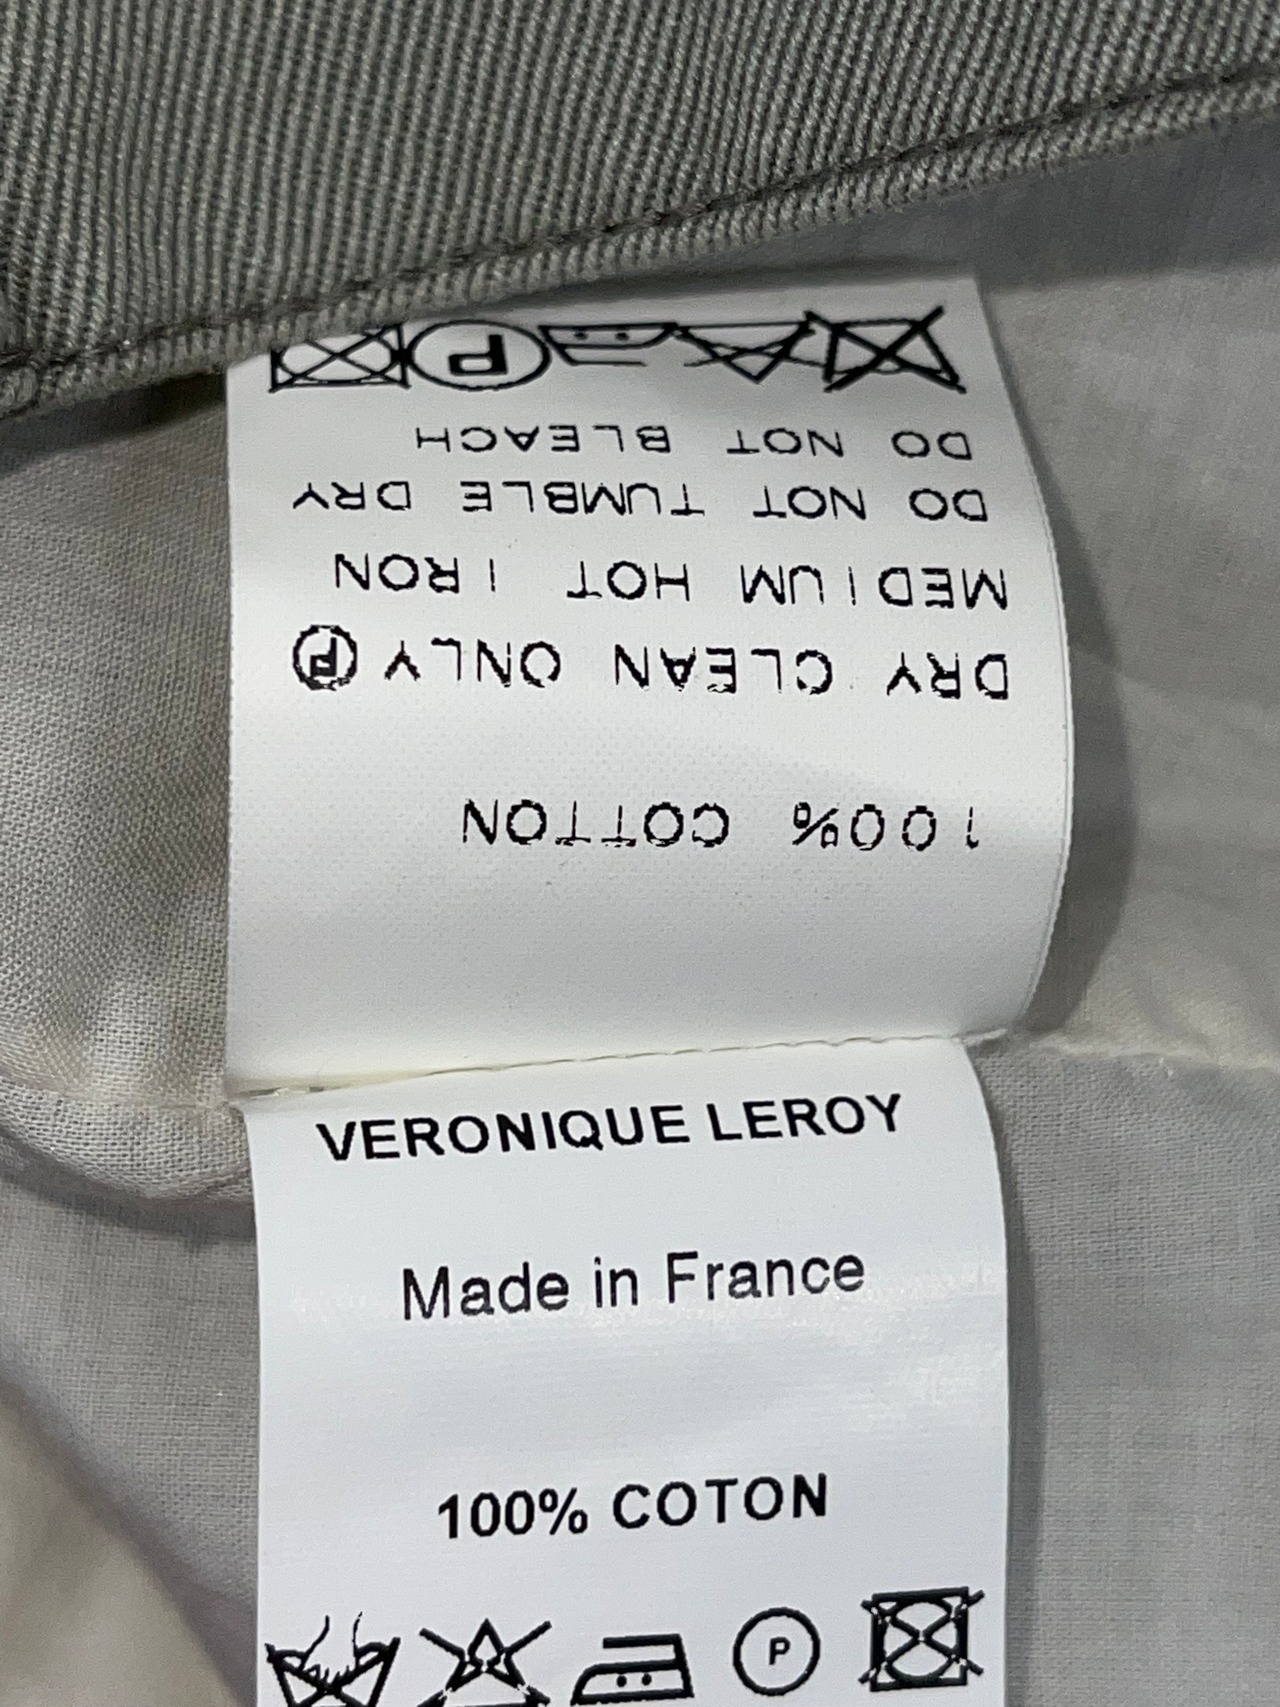 100% COTTON
DRY CLEAN ONLY Ⓟ
MEDIUM HOT IRON
DO NOT TUMBLE DRY
DO NOT BLEACH
P
VERONIQUE LEROY
Made in France
100% COTON
P